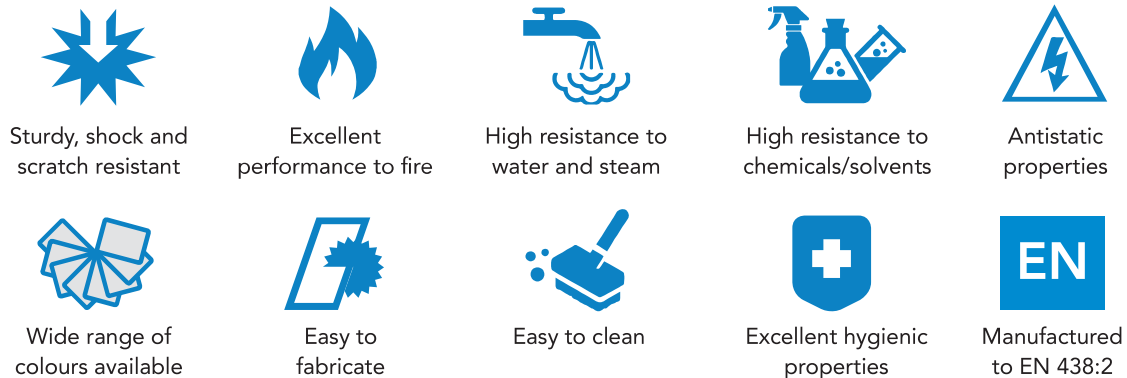 Sturdy, shock and
scratch resistant
Excellent
performance to fire
High resistance to
water and steam
High resistance to
chemicals/solvents
Antistatic
properties
Wide range of
colours available
Easy to
fabricate
Easy to clean
Excellent hygienic
properties
EN
Manufactured
to EN 438:2